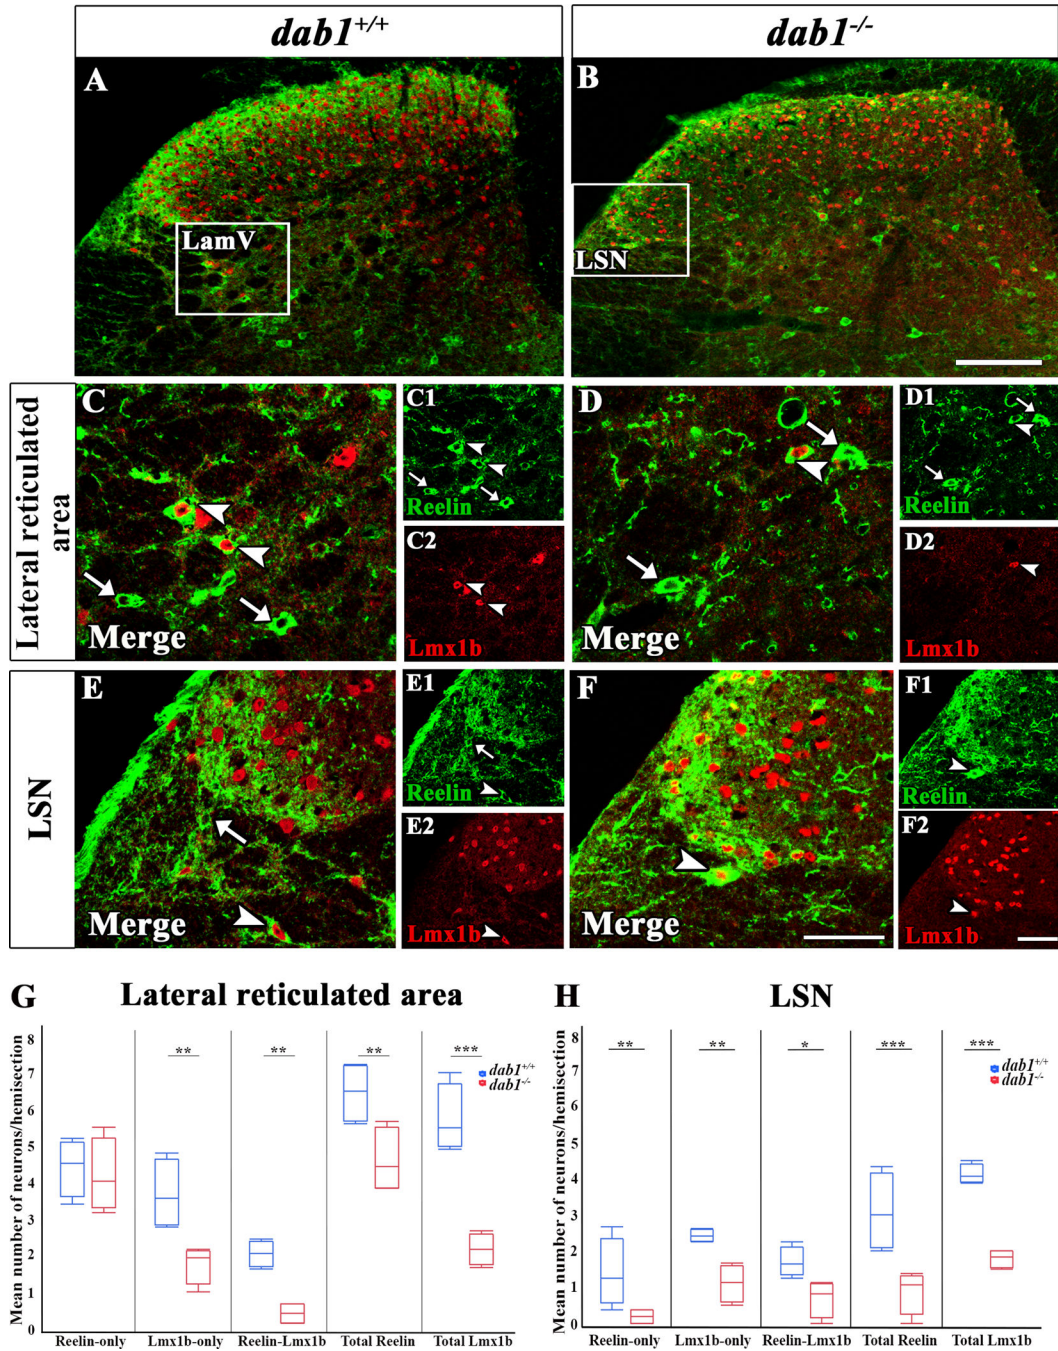 dab1+/+
dab1-/-
A
LamV
B
LSN
Lateral reticulated area
C
Merge
C1
Reelin
C2
Lmx1b
D
Merge
D1
Reelin
D2
Lmx1b
LSN
E
Merge
E1
Reelin
E2
Lmx1b
F
Merge
F1
Reelin
F2
Lmx1b
G Lateral reticulated area
Mean number of neurons/hemisection
8
7
6
5
4
3
2
1
0
** ** ** ***
dab1+/+
dab1-/-
Reelin-only Lmx1b-only Reelin-Lmx1b Total Reelin Total Lmx1b
H LSN
Mean number of neurons/hemisection
8
7
6
5
4
3
2
1
0
** ** * *** ***
dab1+/+
dab1-/-
Reelin-only Lmx1b-only Reelin-Lmx1b Total Reelin Total Lmx1b